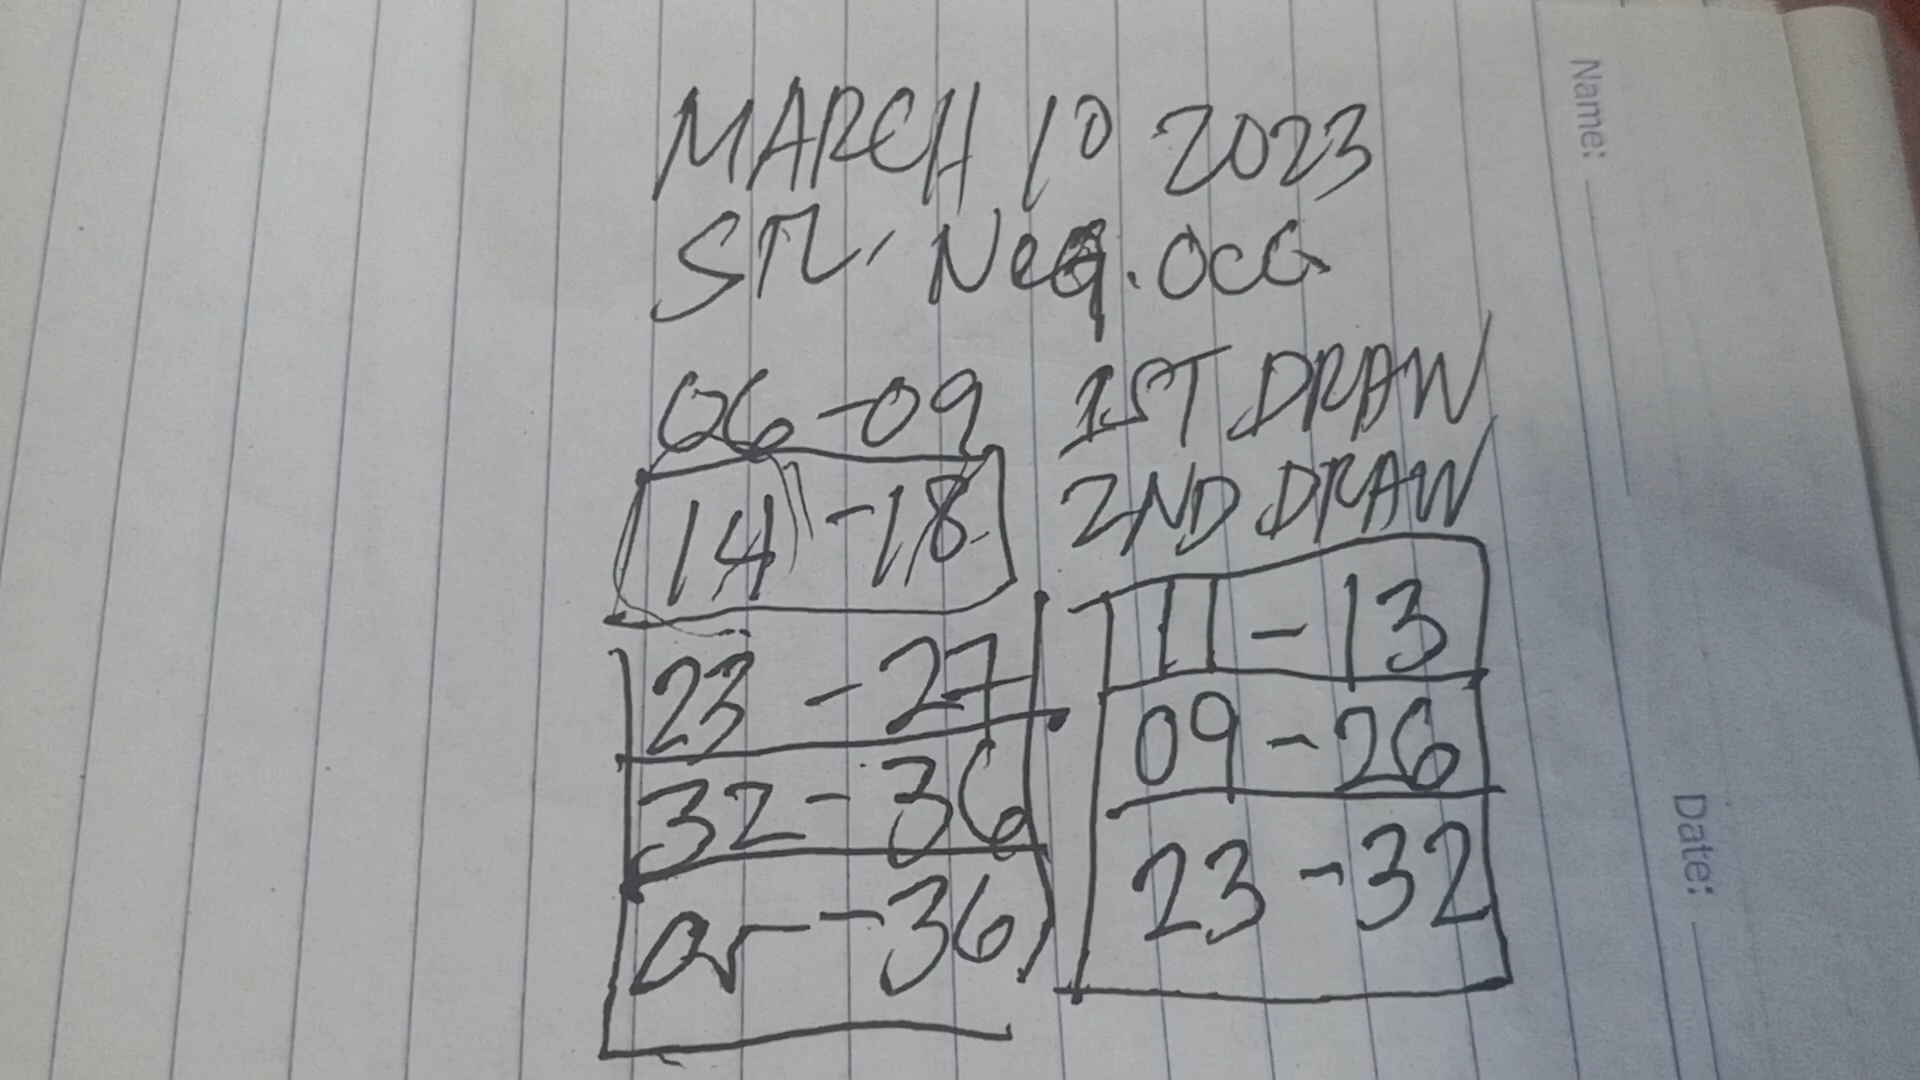 MARCH 10 2023
STL. Neg. OCC
06-09 1ST DRAW
14-18 2ND DRAW
23-27
32-36
05-36
11-13
09-26
23-32
Name:
Date: